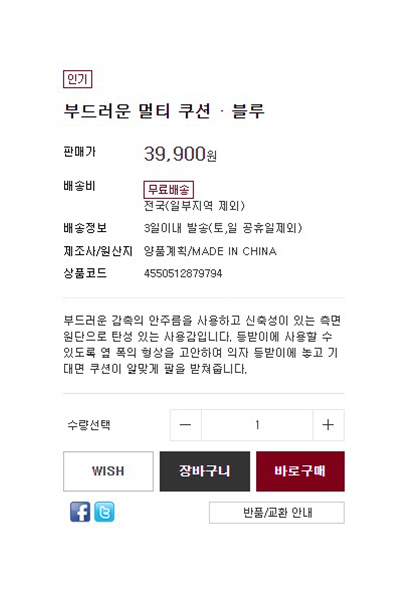 인기
부드러운 멀티 쿠션 · 블루
판매가 39,900원
배송비 무료배송
전국(일부지역 제외)
배송정보 3일이내 발송(토,일 공휴일제외)
제조사/원산지 양품계획/MADE IN CHINA
상품코드 4550512879794
부드러운 감촉의 안주름을 사용하고 신축성이 있는 측면
원단으로 탄성 있는 사용감입니다. 등받이에 사용할 수
있도록 옆 폭의 형상을 고안하여 의자 등받이에 놓고 기
대면 쿠션이 알맞게 팔을 받쳐줍니다.
수량선택 − 1 +
WISH 장바구니 바로구매
반품/교환 안내